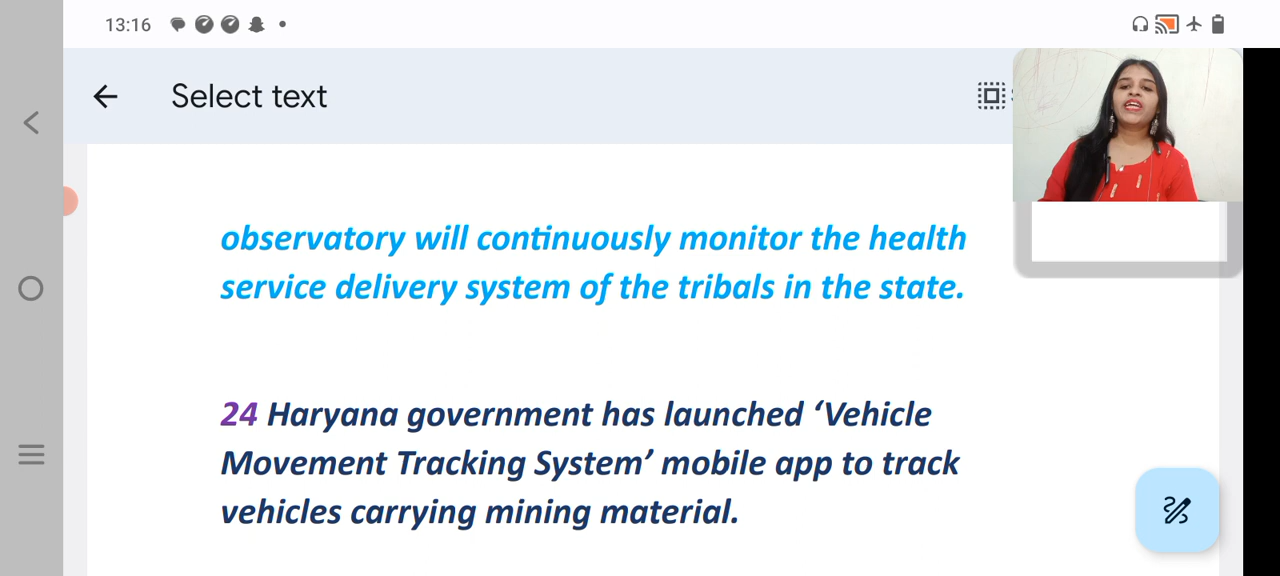 13:16
Select text
observatory will continuously monitor the health
service delivery system of the tribals in the state.
24 Haryana government has launched ‘Vehicle
Movement Tracking System’ mobile app to track
vehicles carrying mining material.